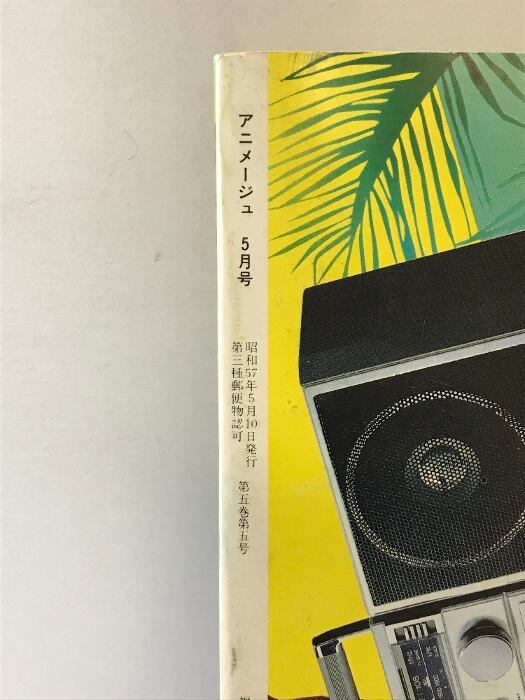 アニメージュ 5月号
昭和57年5月10日発行
第三種郵便物認可
第五巻第五号